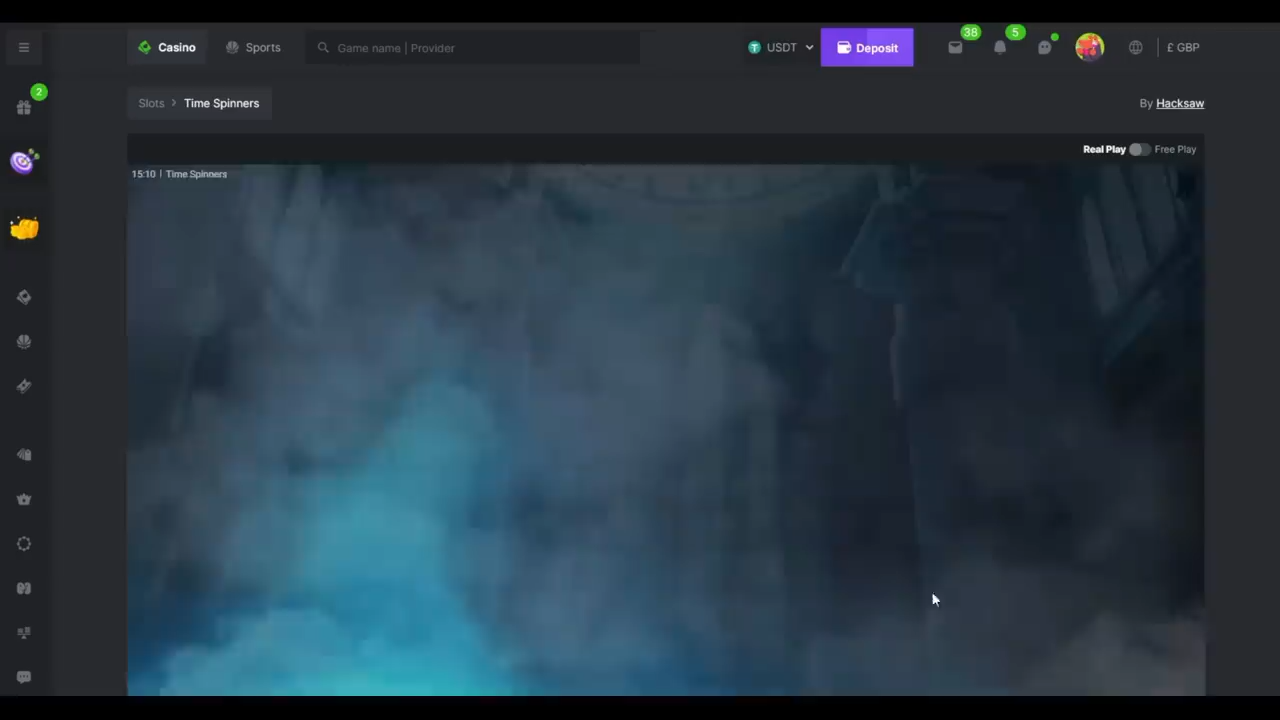 Casino
Sports
Game name | Provider
USDT
Deposit
38
5
£ GBP
2
Slots > Time Spinners
By Hacksaw
Real Play
Free Play
15:10 | Time Spinners